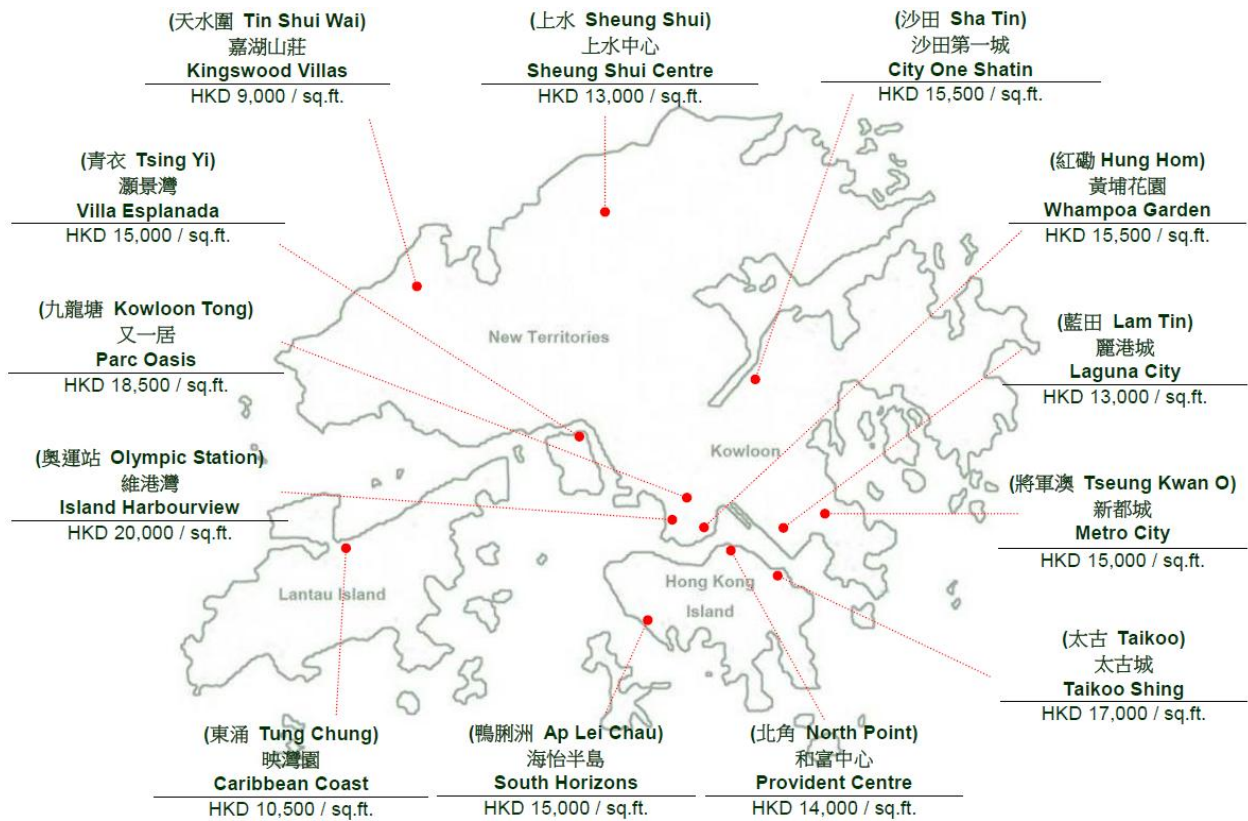 (天水圍 Tin Shui Wai)
嘉湖山莊
Kingswood Villas
HKD 9,000 / sq.ft.
(上水 Sheung Shui)
上水中心
Sheung Shui Centre
HKD 13,000 / sq.ft.
(沙田 Sha Tin)
沙田第一城
City One Shatin
HKD 15,500 / sq.ft.
(青衣 Tsing Yi)
灝景灣
Villa Esplanada
HKD 15,000 / sq.ft.
(紅磡 Hung Hom)
黃埔花園
Whampoa Garden
HKD 15,500 / sq.ft.
(九龍塘 Kowloon Tong)
又一居
Parc Oasis
HKD 18,500 / sq.ft.
New Territories
(藍田 Lam Tin)
麗港城
Laguna City
HKD 13,000 / sq.ft.
Kowloon
(奧運站 Olympic Station)
維港灣
Island Harbourview
HKD 20,000 / sq.ft.
(將軍澳 Tseung Kwan O)
新都城
Metro City
HKD 15,000 / sq.ft.
Lantau Island
Hong Kong
Island
(太古 Taikoo)
太古城
Taikoo Shing
HKD 17,000 / sq.ft.
(東涌 Tung Chung)
映灣園
Caribbean Coast
HKD 10,500 / sq.ft.
(鴨脷洲 Ap Lei Chau)
海怡半島
South Horizons
HKD 15,000 / sq.ft.
(北角 North Point)
和富中心
Provident Centre
HKD 14,000 / sq.ft.